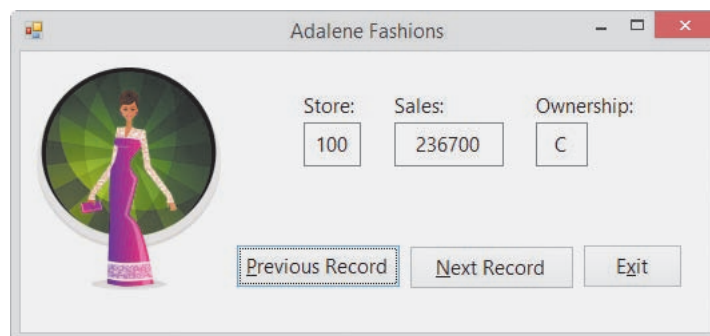 Adalene Fashions
Store: Sales: Ownership:
100 236700 C
Previous Record Next Record Exit